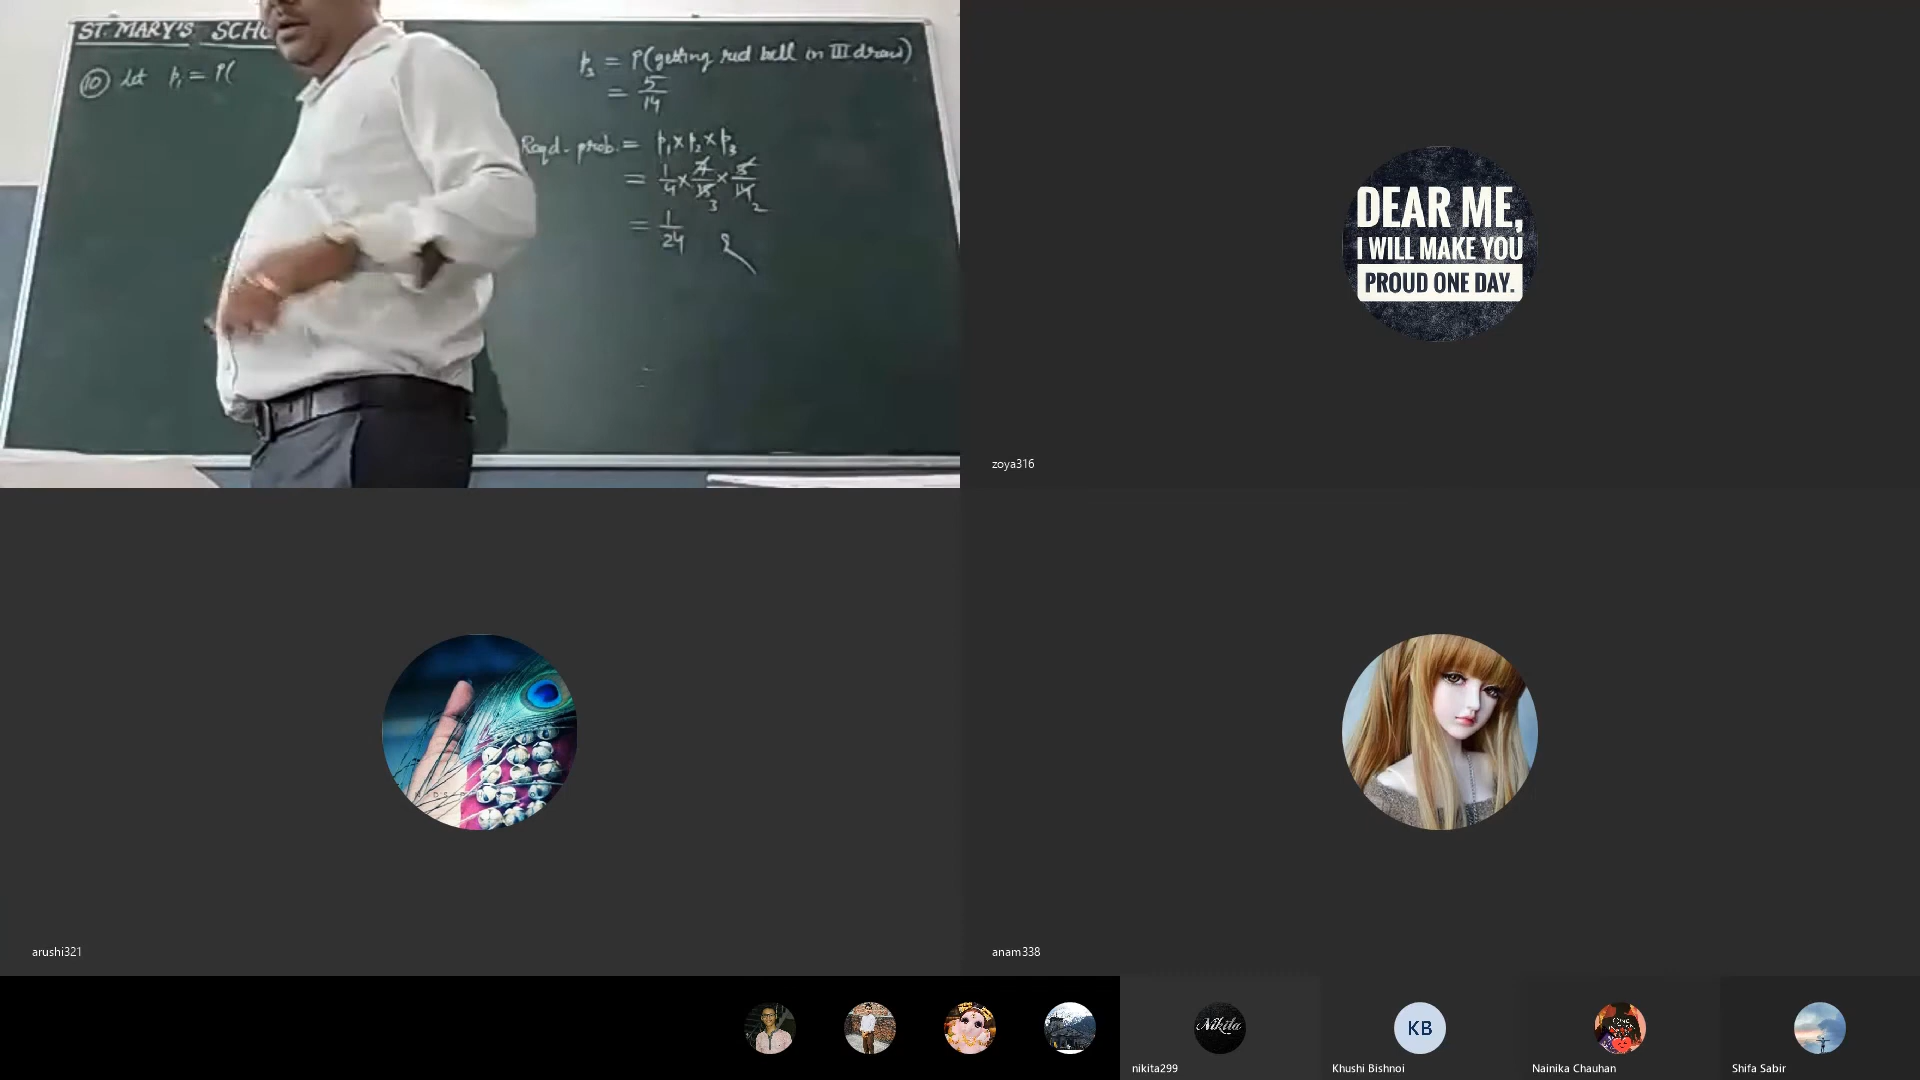 ST. MARY'S SCHO
(10) Let p₁ = P(
p₃ = P(getting red ball in III draw)
= 5/14
Reqd. prob. = p₁ × p₂ × p₃
= 1/4 × 4/15 × 5/14
3 2
= 1/24
DEAR ME,
I WILL MAKE YOU
PROUD ONE DAY.
zoya316
arushi321
anam338
Nikita
KB
nikita299
Khushi Bishnoi
Nainika Chauhan
Shifa Sabir